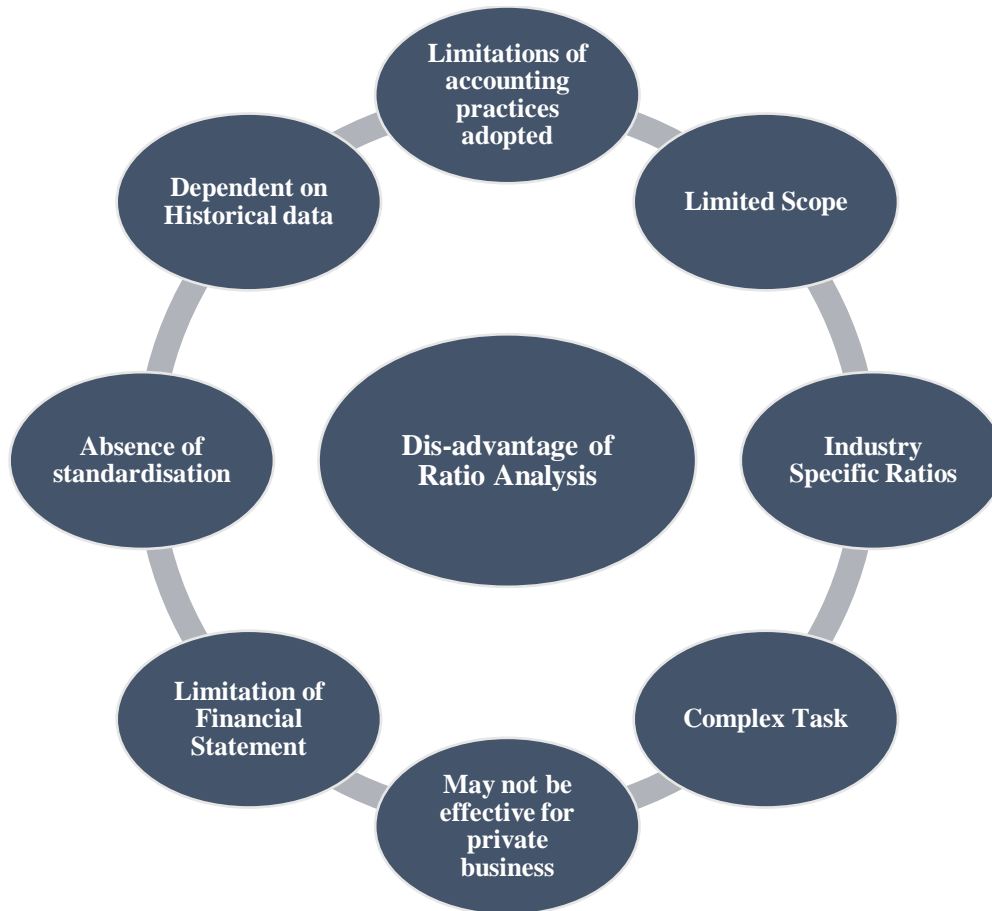 Limitations of
accounting
practices
adopted
Limited Scope
Industry
Specific Ratios
Complex Task
May not be
effective for
private
business
Limitation of
Financial
Statement
Absence of
standardisation
Dependent on
Historical data
Dis-advantage of
Ratio Analysis